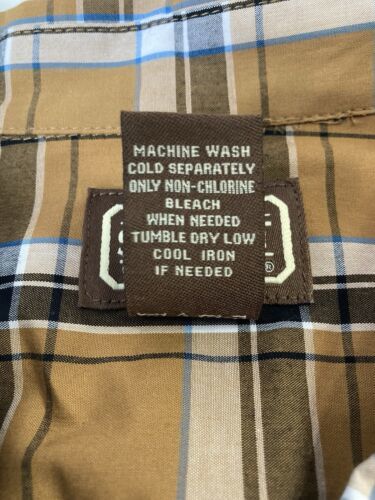 MACHINE WASH
COLD SEPARATELY
ONLY NON-CHLORINE
BLEACH
WHEN NEEDED
TUMBLE DRY LOW
COOL IRON
IF NEEDED
®